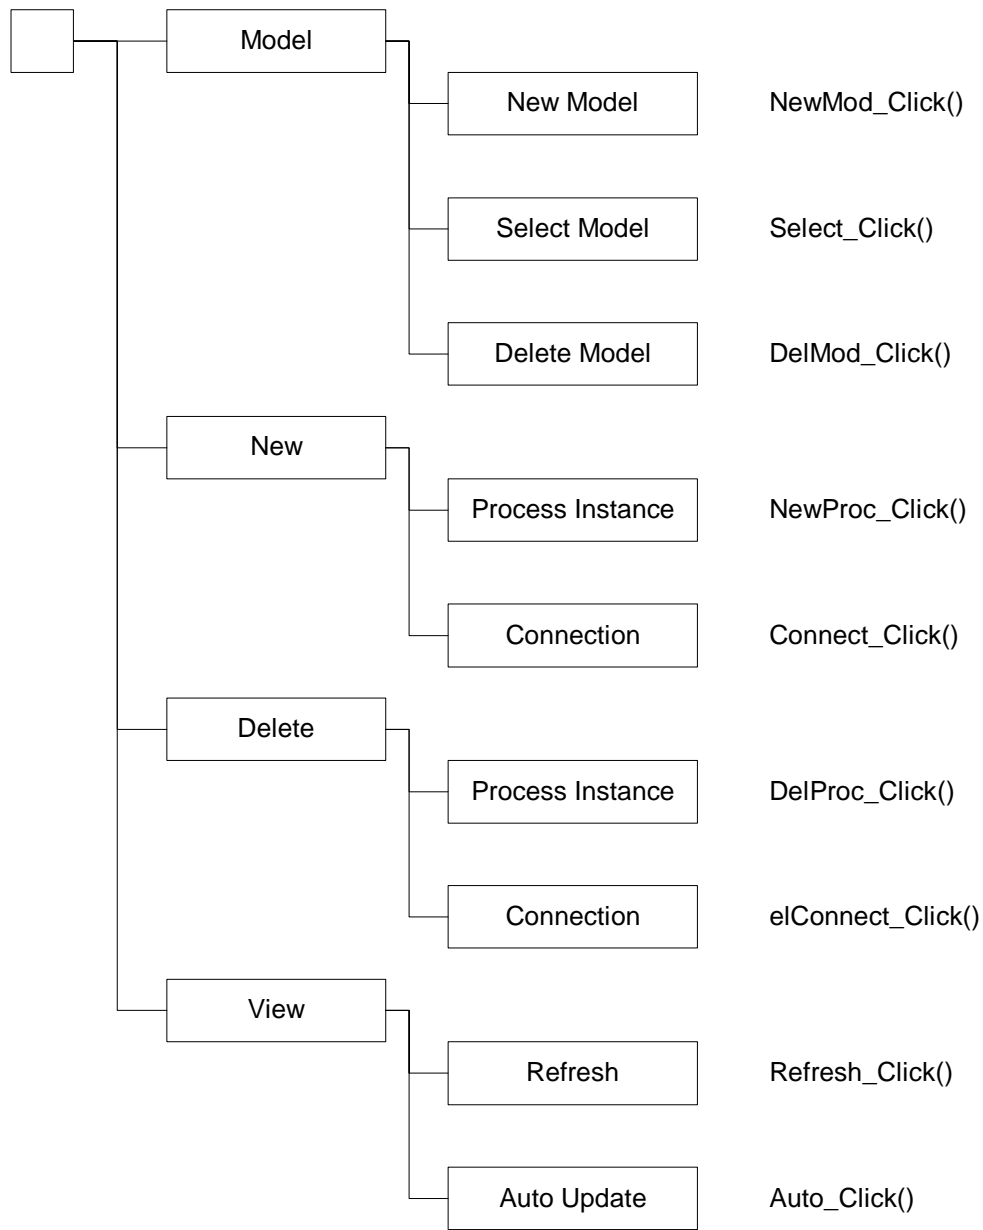 Model
New Model NewMod_Click()
Select Model Select_Click()
Delete Model DelMod_Click()
New
Process Instance NewProc_Click()
Connection Connect_Click()
Delete
Process Instance DelProc_Click()
Connection elConnect_Click()
View
Refresh Refresh_Click()
Auto Update Auto_Click()